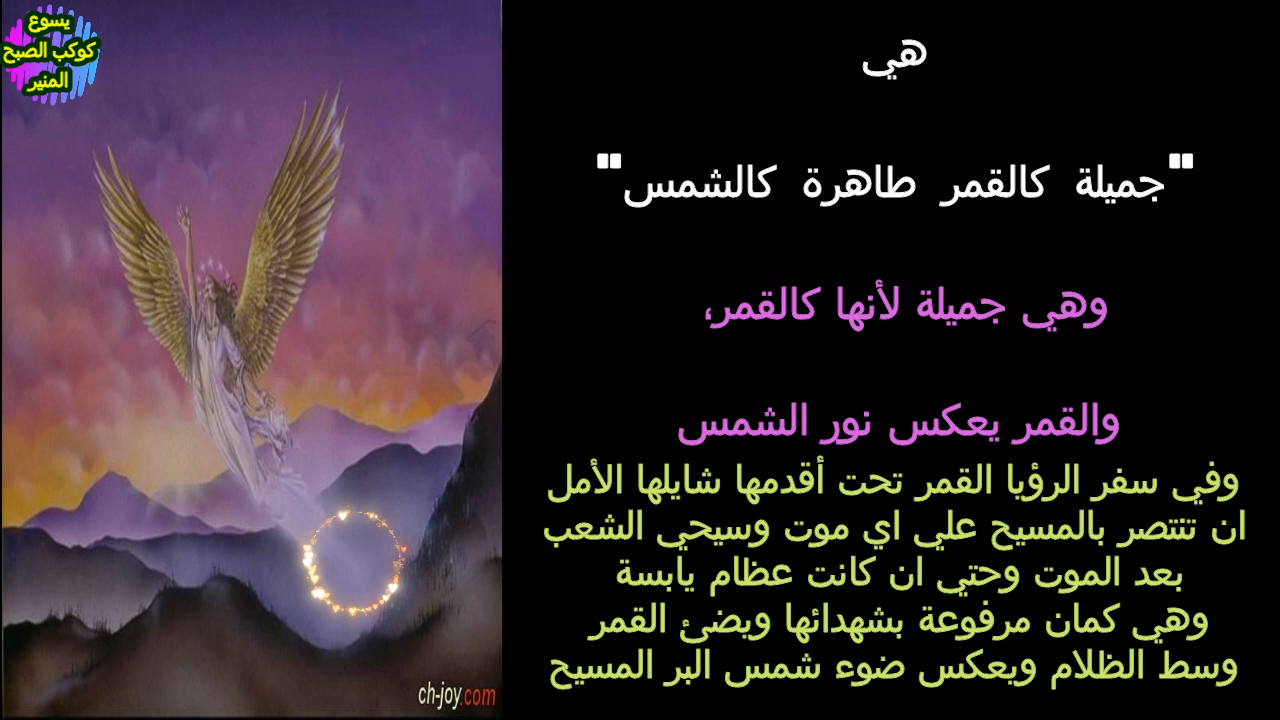 يسوع
كوكب الصبح
المنير
هي
"جميلة كالقمر طاهرة كالشمس"
وهي جميلة لأنها كالقمر،
والقمر يعكس نور الشمس
وفي سفر الرؤيا القمر تحت أقدمها شايلها الأمل
ان تنتصر بالمسيح علي اي موت وسيحي الشعب
بعد الموت وحتي ان كانت عظام يابسة
وهي كمان مرفوعة بشهدائها ويضئ القمر
وسط الظلام ويعكس ضوء شمس البر المسيح
ch-joy.com